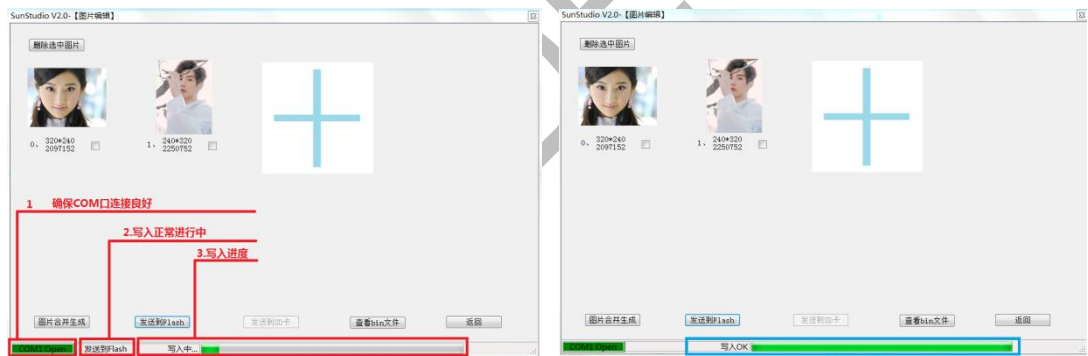 SunStudio V2.0-【图片编辑】
删除选中图片
0、 320*240
2097152
1、 240*320
2250752
1 确保COM口连接良好
2.写入正常进行中
3.写入进度
图片合并生成 发送到Flash 发送到SD卡 查看bin文件 返回
COM1 Open 发送到Flash 写入中...
SunStudio V2.0-【图片编辑】
删除选中图片
0、 320*240
2097152
1、 240*320
2250752
图片合并生成 发送到Flash 发送到SD卡 查看bin文件 返回
COM1 Open 写入OK